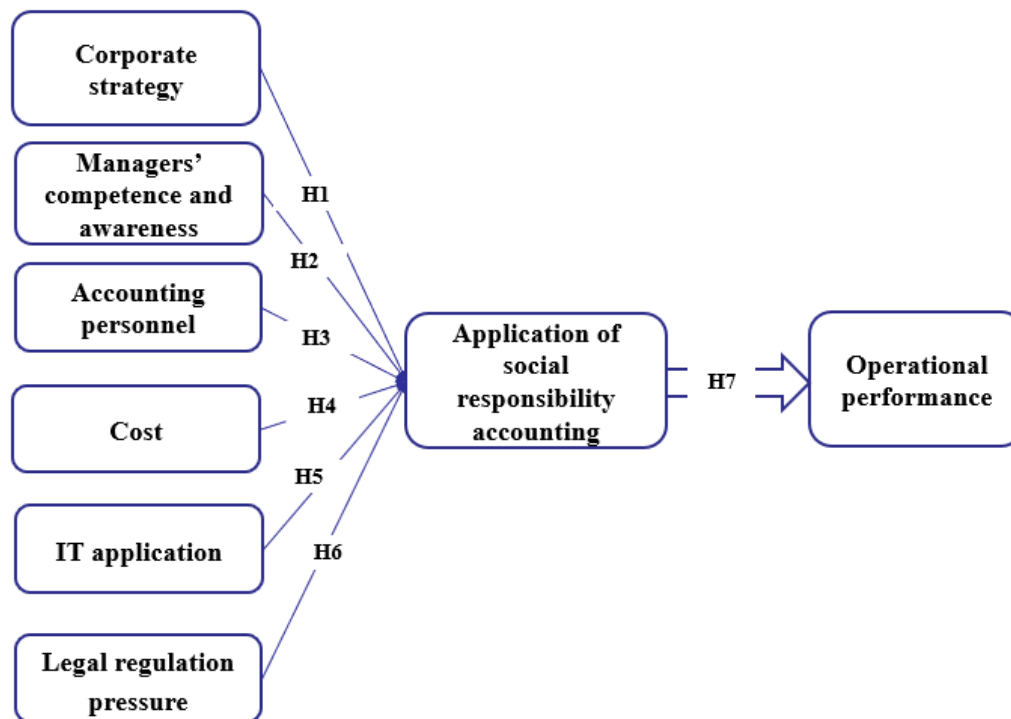 Corporate
strategy
Managers’
competence and
awareness
Accounting
personnel
Cost
IT application
Legal regulation
pressure
H1
H2
H3
H4
H5
H6
Application of
social
responsibility
accounting
H7
Operational
performance